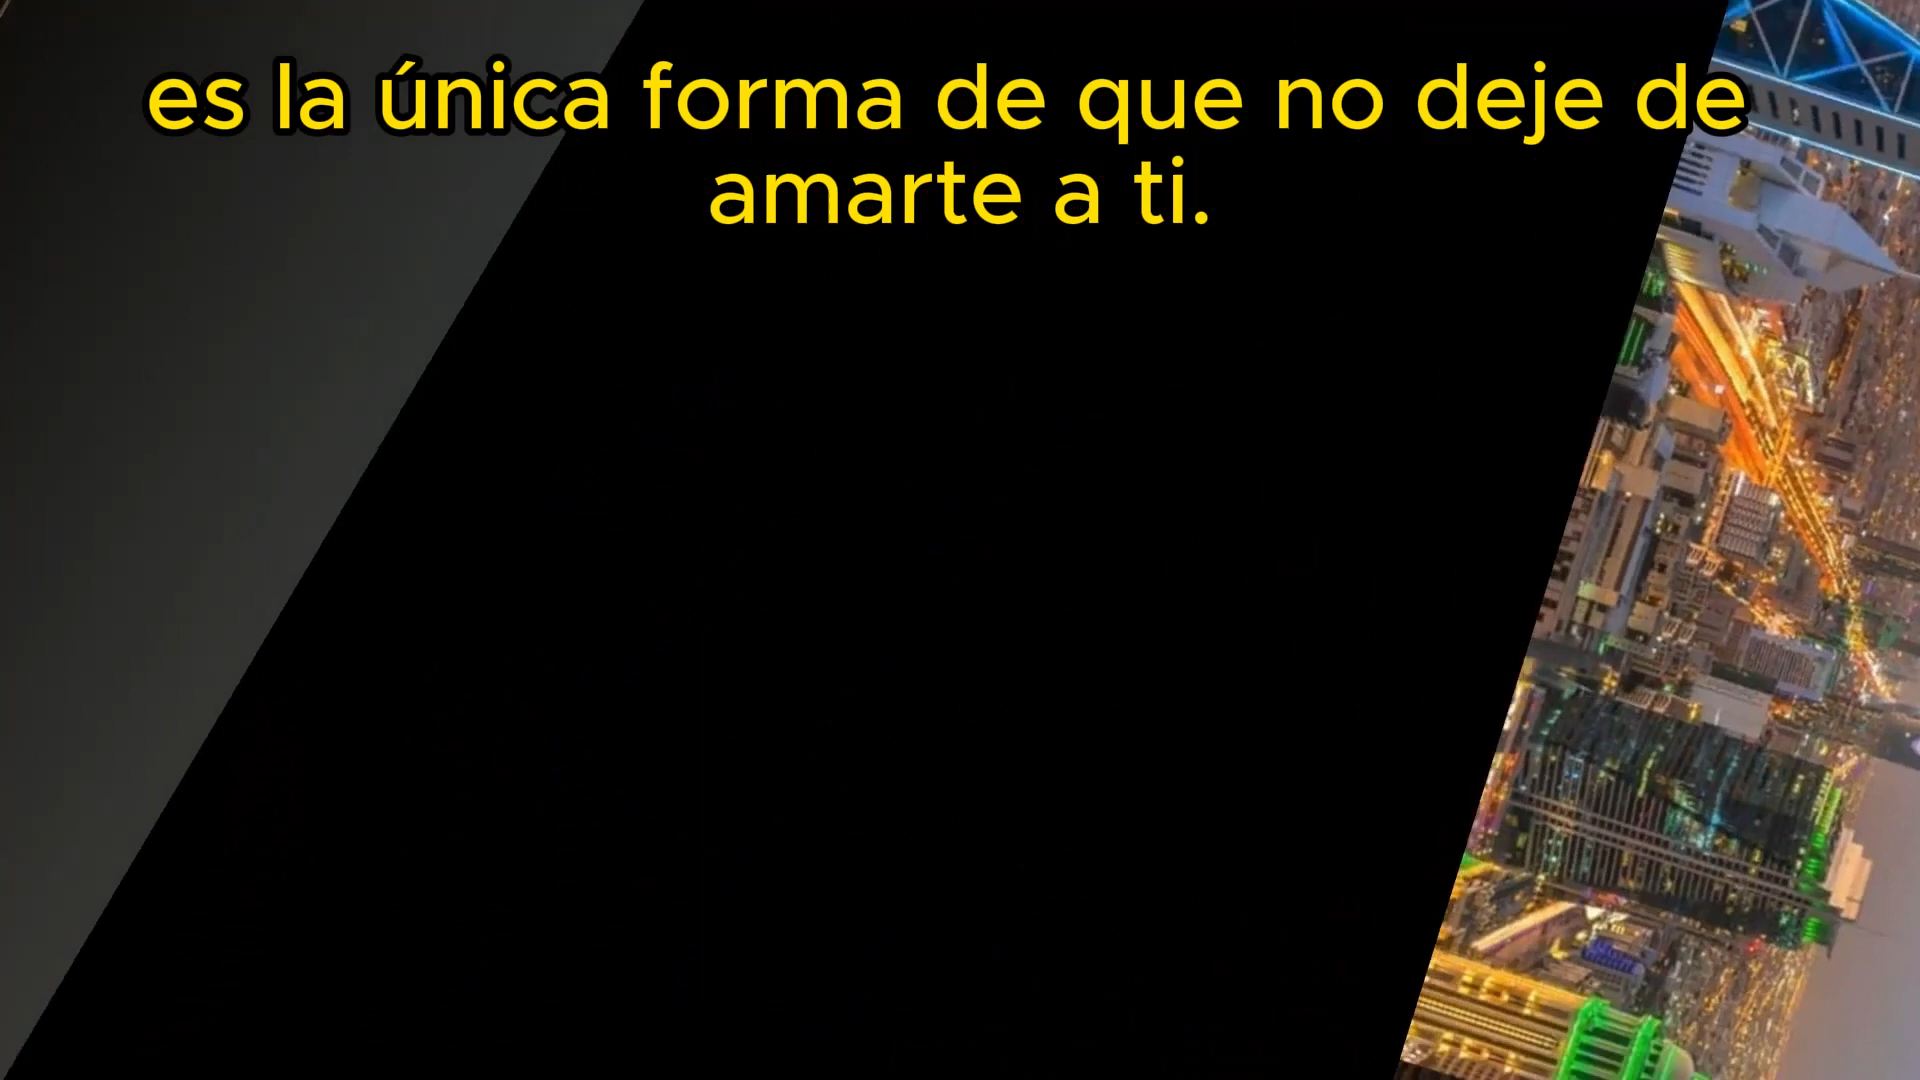 es la única forma de que no deje de
amarte a ti.